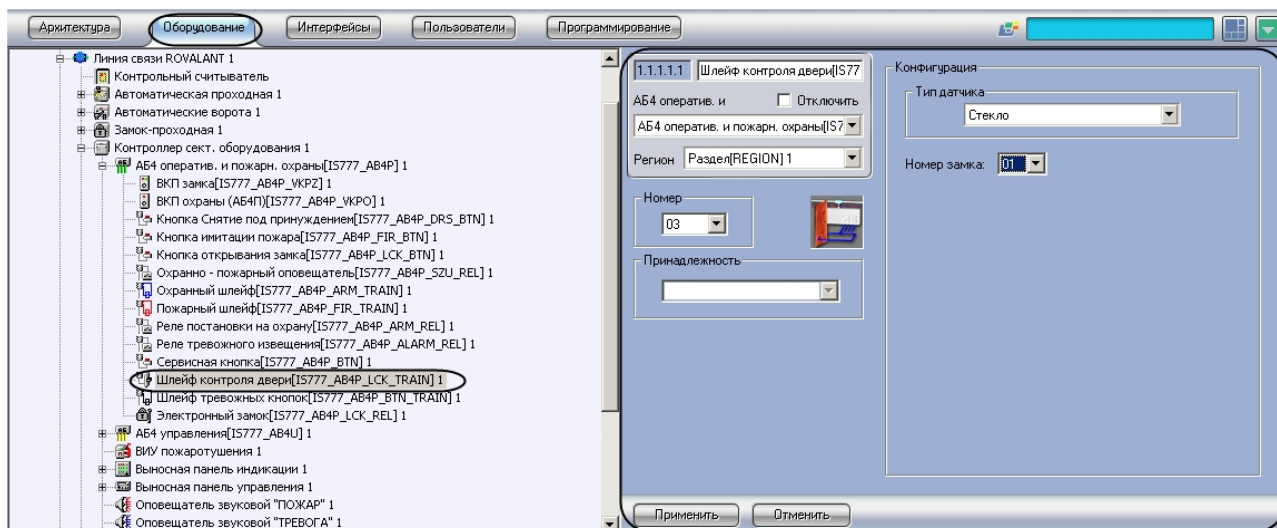 Архитектура Оборудование Интерфейсы Пользователи Программирование
Линия связи ROVALANT 1
Контрольный считыватель
Автоматическая проходная 1
Автоматические ворота 1
Замок-проходная 1
Контроллер сект. оборудования 1
АБ4 оператив. и пожарн. охраны[IS777_AB4P] 1
ВКП замка[IS777_AB4P_VKPZ] 1
ВКП охраны (АБ4П)[IS777_AB4P_VKPO] 1
Кнопка Снятие под принуждением[IS777_AB4P_DRS_BTN] 1
Кнопка имитации пожара[IS777_AB4P_FIR_BTN] 1
Кнопка открывания замка[IS777_AB4P_LCK_BTN] 1
Охранно - пожарный оповещатель[IS777_AB4P_SZU_REL] 1
Охранный шлейф[IS777_AB4P_ARM_TRAIN] 1
Пожарный шлейф[IS777_AB4P_FIR_TRAIN] 1
Реле постановки на охрану[IS777_AB4P_ARM_REL] 1
Реле тревожного извещения[IS777_AB4P_ALARM_REL] 1
Сервисная кнопка[IS777_AB4P_BTN] 1
Шлейф контроля двери[IS777_AB4P_LCK_TRAIN] 1
Шлейф тревожных кнопок[IS777_AB4P_BTN_TRAIN] 1
Электронный замок[IS777_AB4P_LCK_REL] 1
АБ4 управления[IS777_AB4U] 1
ВИУ пожаротушения 1
Выносная панель индикации 1
Выносная панель управления 1
Оповещатель звуковой "ПОЖАР" 1
Оповещатель звуковой "ТРЕВОГА" 1
1.1.1.1.1 Шлейф контроля двери[IS77
АБ4 оператив. и Отключить
АБ4 оператив. и пожарн. охраны[IS7
Регион Раздел[REGION] 1
Номер
03
Принадлежность
Конфигурация
Тип датчика
Стекло
Номер замка: 01
Применить Отменить